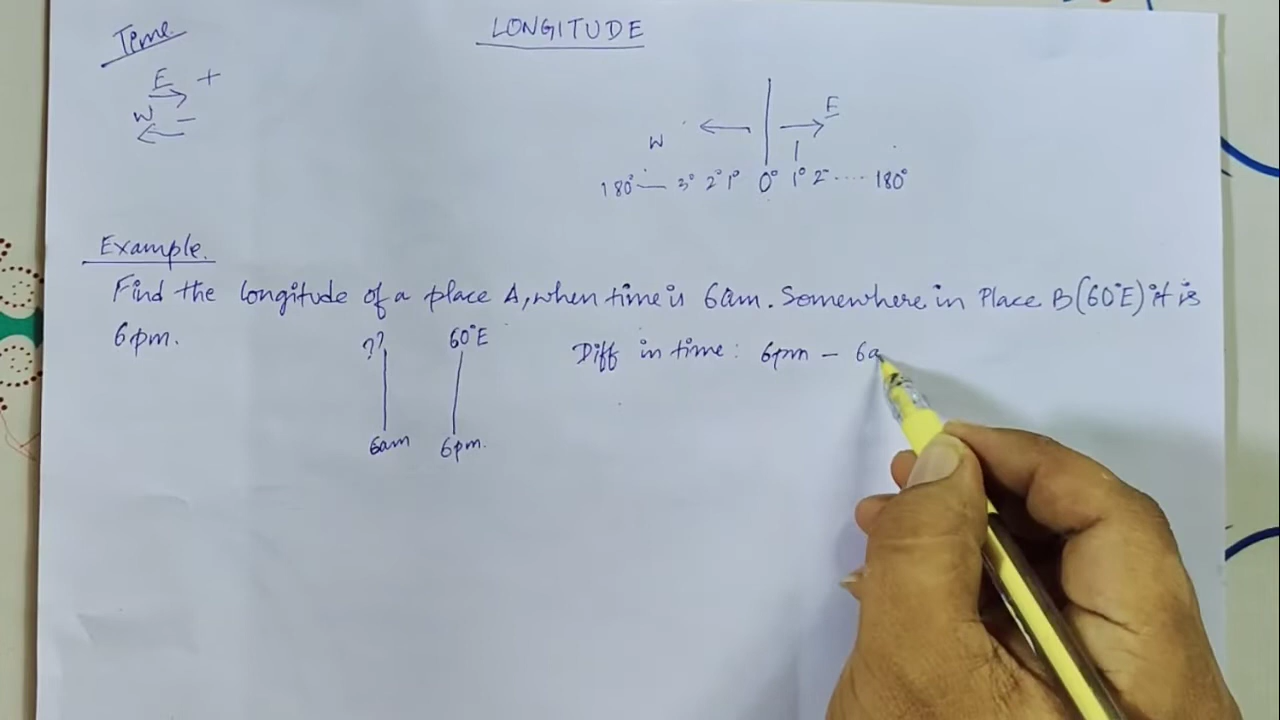 Time
LONGITUDE
E +
W -
E
W
180° — 3° 2° 1° 0° 1° 2° ···· 180°
Example.
Find the longitude of a place A, when time is 6am. Somewhere in Place B (60°E) it is
6pm.
?? 60°E
Diff in time: 6pm - 6a
6am 6pm.